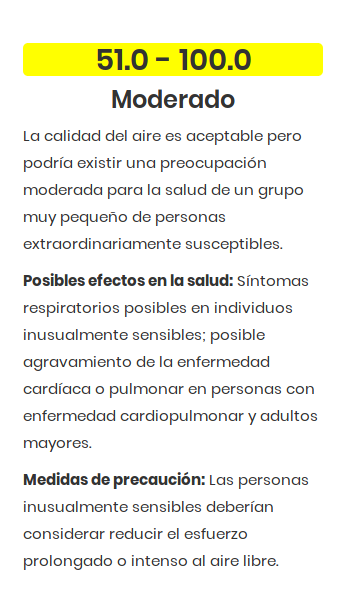 51.0 - 100.0
Moderado
La calidad del aire es aceptable pero
podría existir una preocupación
moderada para la salud de un grupo
muy pequeño de personas
extraordinariamente susceptibles.
Posibles efectos en la salud: Síntomas
respiratorios posibles en individuos
inusualmente sensibles; posible
agravamiento de la enfermedad
cardíaca o pulmonar en personas con
enfermedad cardiopulmonar y adultos
mayores.
Medidas de precaución: Las personas
inusualmente sensibles deberían
considerar reducir el esfuerzo
prolongado o intenso al aire libre.